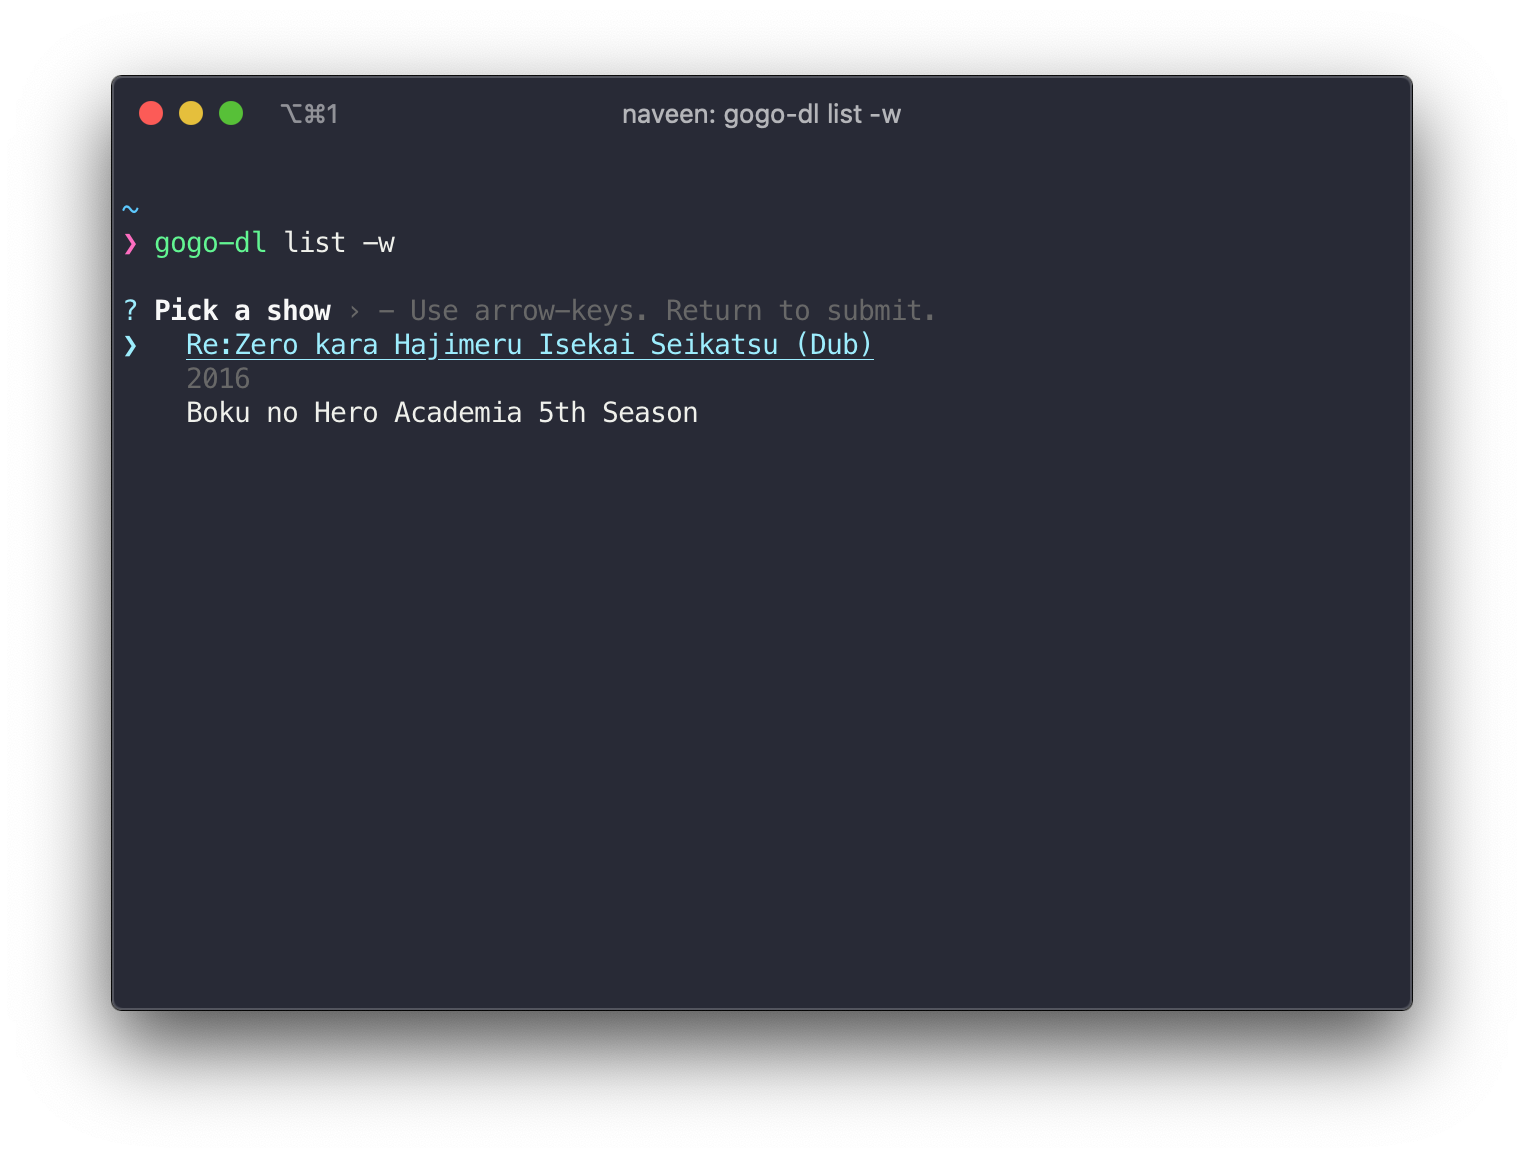 ⌥⌘1 naveen: gogo-dl list -w
~
❯ gogo-dl list -w
? Pick a show › - Use arrow-keys. Return to submit.
❯ Re:Zero kara Hajimeru Isekai Seikatsu (Dub)
2016
Boku no Hero Academia 5th Season